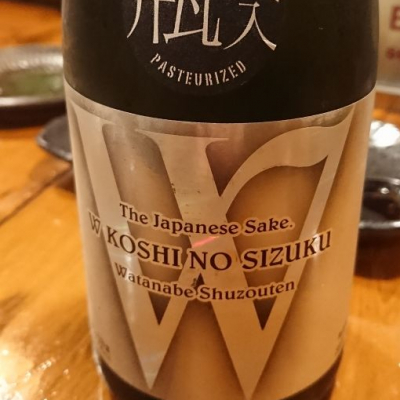 PASTEURIZED
The Japanese Sake.
W KOSHI NO SIZUKU
Watanabe Shuzouten